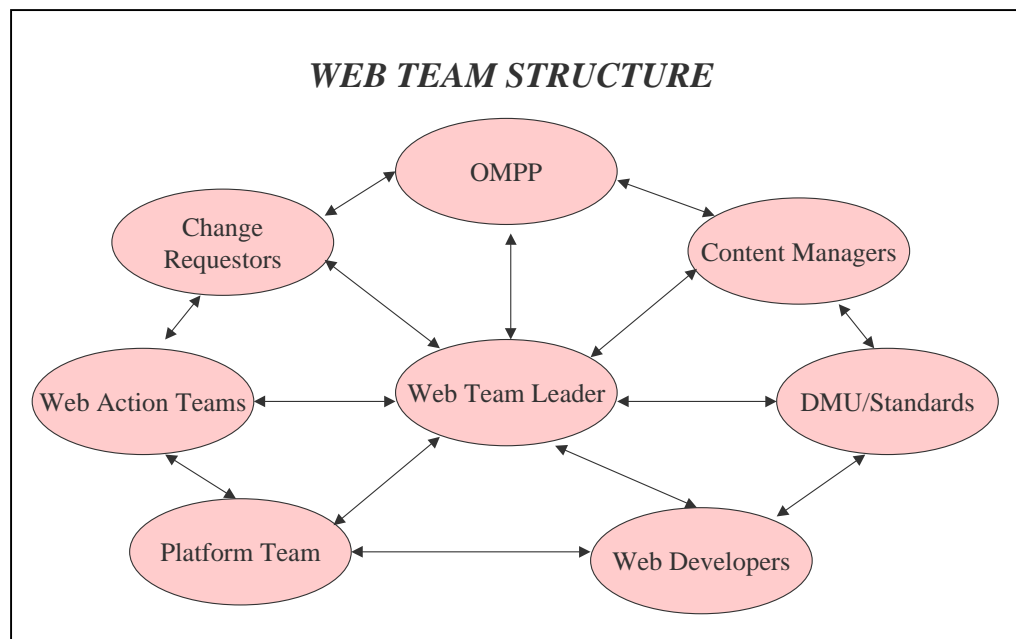 WEB TEAM STRUCTURE
OMPP
Change
Requestors
Content Managers
Web Action Teams
Web Team Leader
DMU/Standards
Platform Team
Web Developers